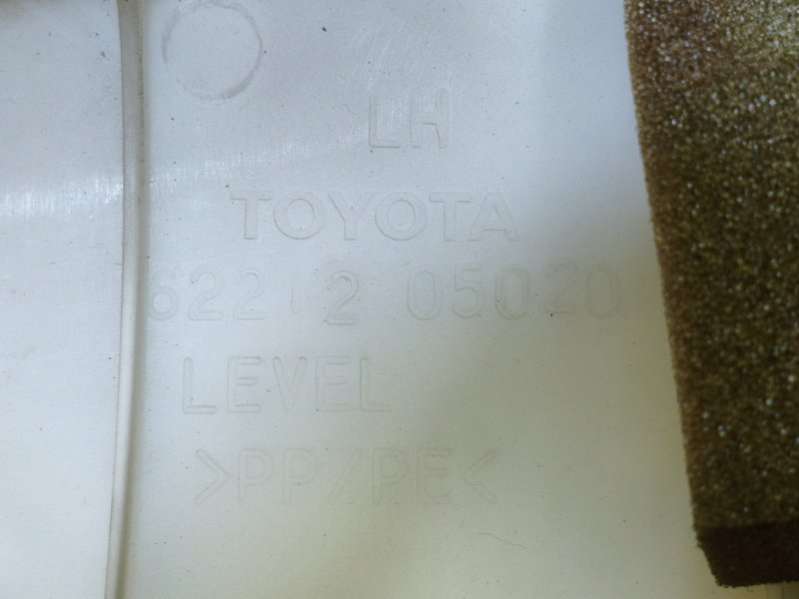 LH
TOYOTA
62212 05020
LEVEL
>PP/PE<